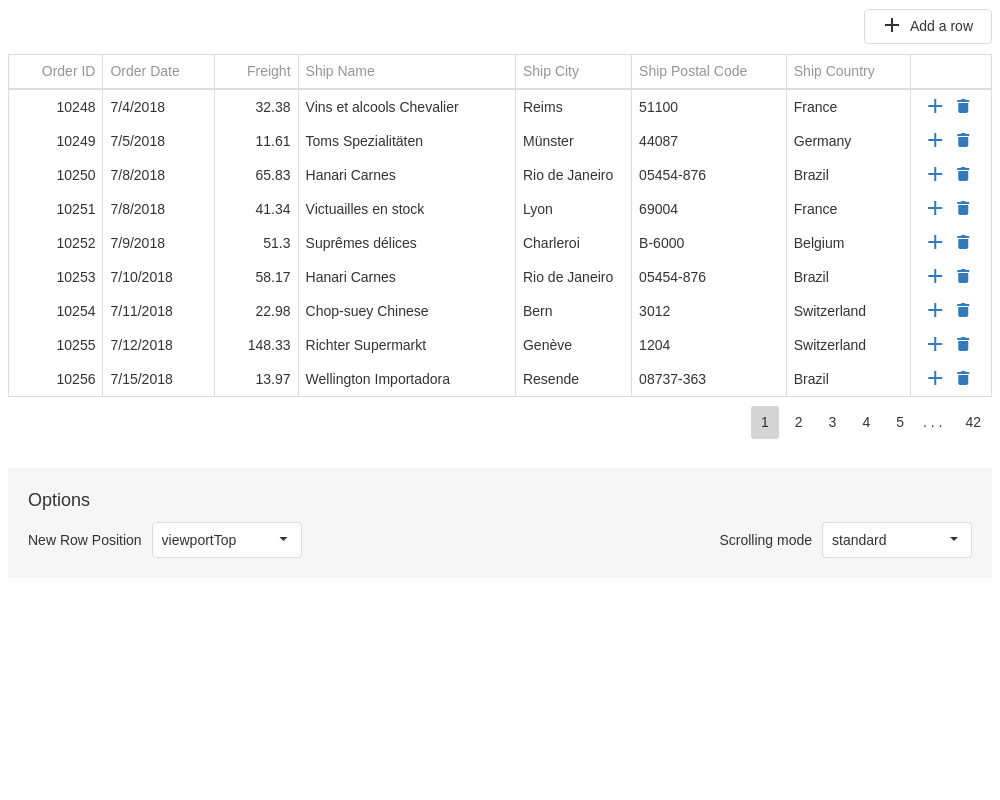 Add a row
Order ID Order Date Freight Ship Name Ship City Ship Postal Code Ship Country
10248 7/4/2018 32.38 Vins et alcools Chevalier Reims 51100 France
10249 7/5/2018 11.61 Toms Spezialitäten Münster 44087 Germany
10250 7/8/2018 65.83 Hanari Carnes Rio de Janeiro 05454-876 Brazil
10251 7/8/2018 41.34 Victuailles en stock Lyon 69004 France
10252 7/9/2018 51.3 Suprêmes délices Charleroi B-6000 Belgium
10253 7/10/2018 58.17 Hanari Carnes Rio de Janeiro 05454-876 Brazil
10254 7/11/2018 22.98 Chop-suey Chinese Bern 3012 Switzerland
10255 7/12/2018 148.33 Richter Supermarkt Genève 1204 Switzerland
10256 7/15/2018 13.97 Wellington Importadora Resende 08737-363 Brazil
1 2 3 4 5 . . . 42
Options
New Row Position viewportTop Scrolling mode standard